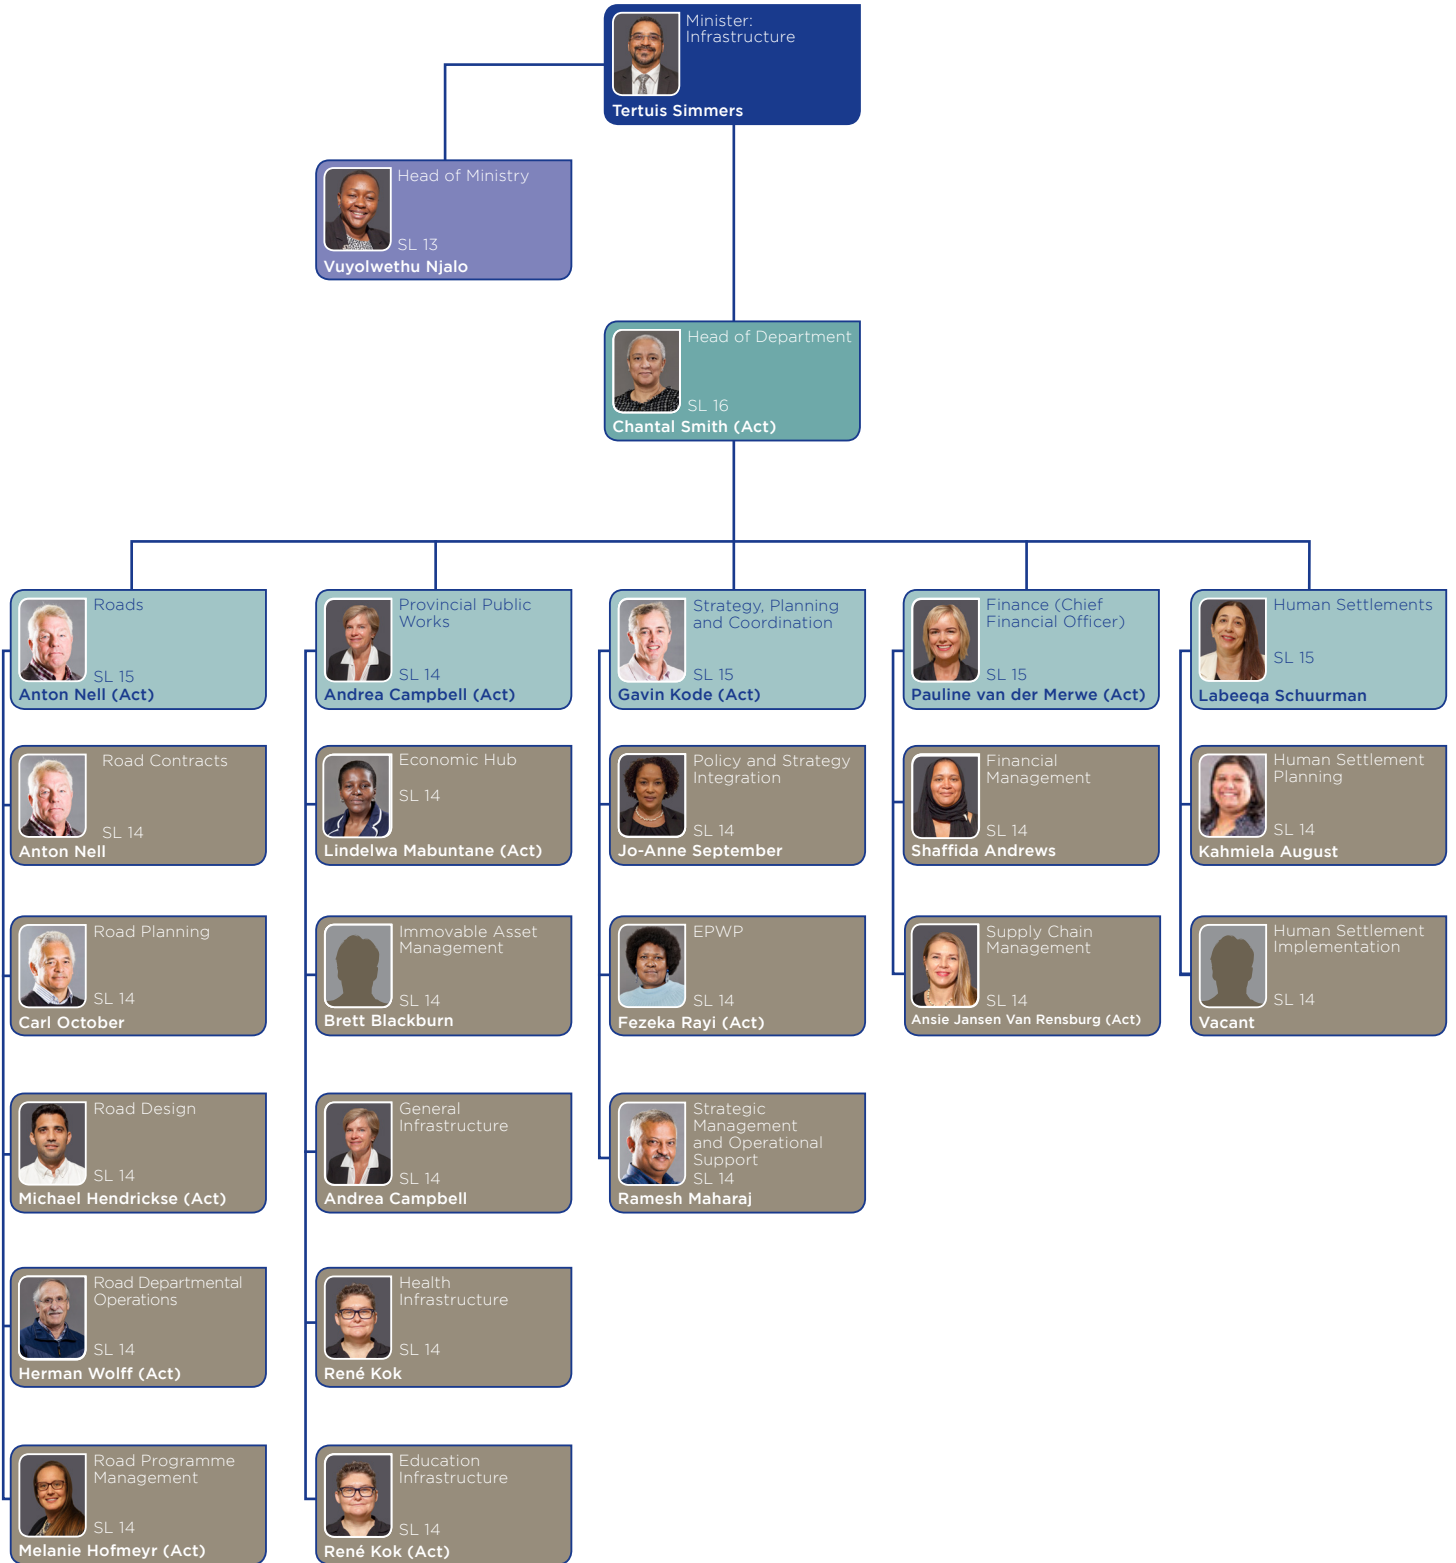 Minister:
Infrastructure
Tertuis Simmers
Head of Ministry
SL 13
Vuyolwethu Njalo
Head of Department
SL 16
Chantal Smith (Act)
Roads
SL 15
Anton Nell (Act)
Road Contracts
SL 14
Anton Nell
Road Planning
SL 14
Carl October
Road Design
SL 14
Michael Hendrickse (Act)
Road Departmental
Operations
SL 14
Herman Wolff (Act)
Road Programme
Management
SL 14
Melanie Hofmeyr (Act)
Provincial Public
Works
SL 14
Andrea Campbell (Act)
Economic Hub
SL 14
Lindelwa Mabuntane (Act)
Immovable Asset
Management
SL 14
Brett Blackburn
General
Infrastructure
SL 14
Andrea Campbell
Health
Infrastructure
SL 14
René Kok
Education
Infrastructure
SL 14
René Kok (Act)
Strategy, Planning
and Coordination
SL 15
Gavin Kode (Act)
Policy and Strategy
Integration
SL 14
Jo-Anne September
EPWP
SL 14
Fezeka Rayi (Act)
Strategic
Management
and Operational
Support
SL 14
Ramesh Maharaj
Finance (Chief
Financial Officer)
SL 15
Pauline van der Merwe (Act)
Financial
Management
SL 14
Shaffida Andrews
Supply Chain
Management
SL 14
Ansie Jansen Van Rensburg (Act)
Human Settlements
SL 15
Labeeqa Schuurman
Human Settlement
Planning
SL 14
Kahmiela August
Human Settlement
Implementation
SL 14
Vacant